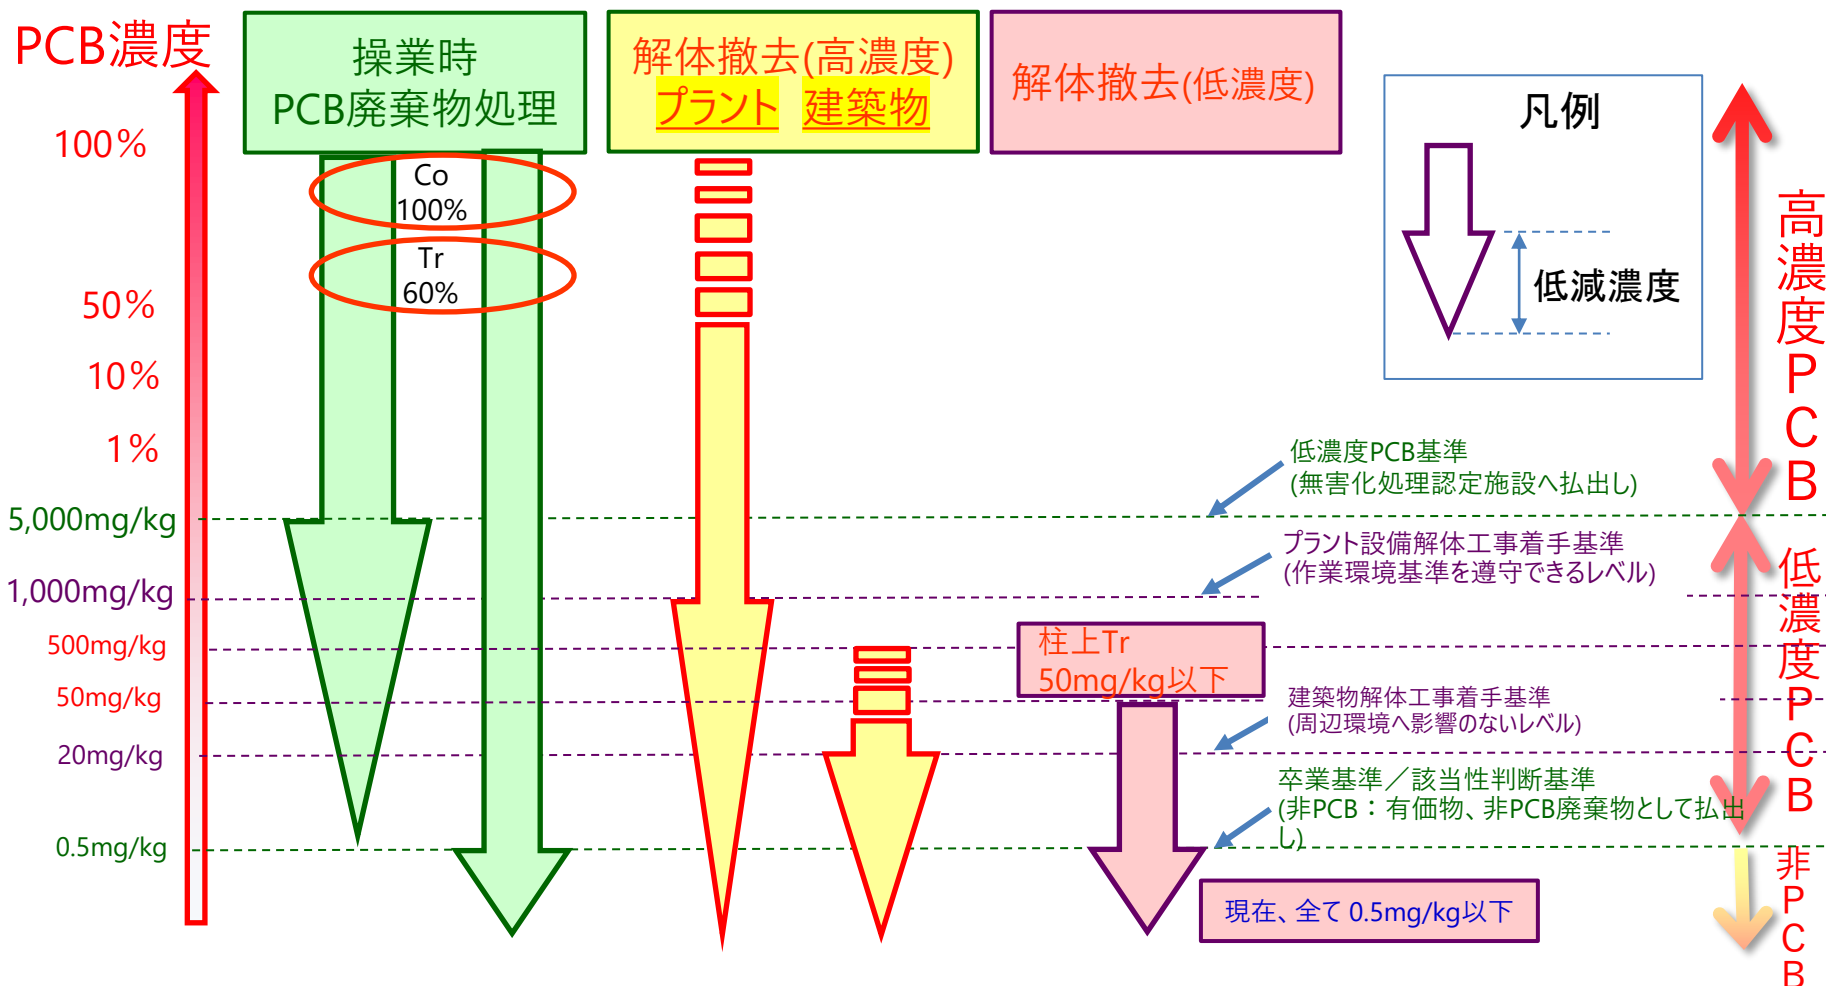 PCB濃度
操業時
PCB廃棄物処理
解体撤去(高濃度)
プラント 建築物
解体撤去(低濃度)
凡例
低減濃度
100%
50%
10%
1%
5,000mg/kg
1,000mg/kg
500mg/kg
50mg/kg
20mg/kg
0.5mg/kg
Co
100%
Tr
60%
低濃度PCB基準
(無害化処理認定施設へ払出し)
プラント設備解体工事着手基準
(作業環境基準を遵守できるレベル)
柱上Tr
50mg/kg以下
建築物解体工事着手基準
(周辺環境へ影響のないレベル)
卒業基準／該当性判断基準
(非PCB：有価物、非PCB廃棄物として払出
し)
現在、全て 0.5mg/kg以下
高濃度PCB
低濃度PCB
非PCB